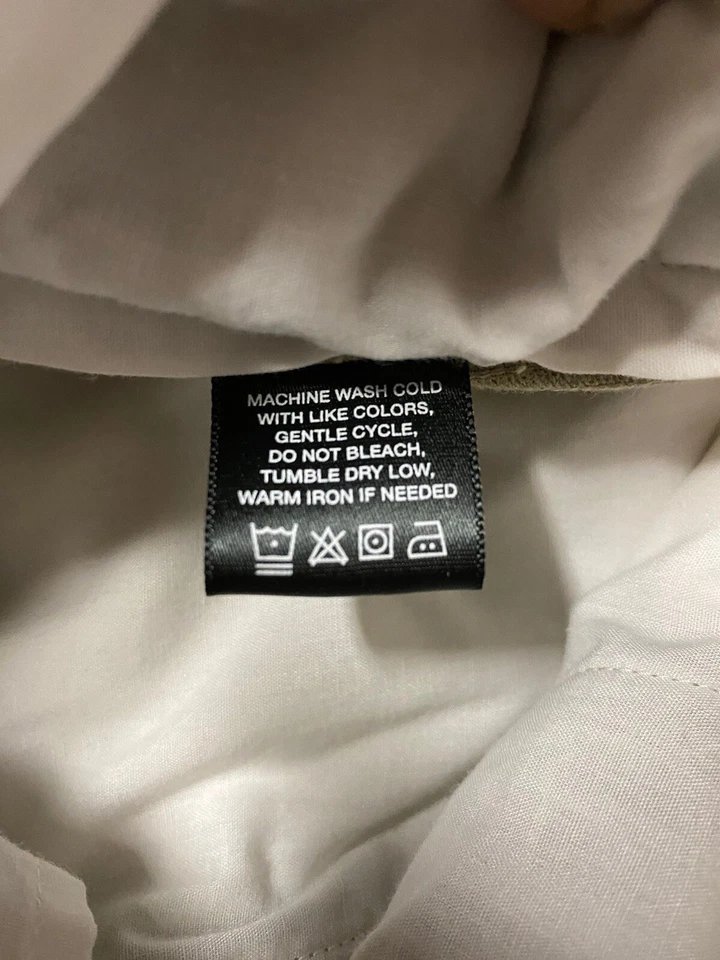 MACHINE WASH COLD
WITH LIKE COLORS,
GENTLE CYCLE,
DO NOT BLEACH,
TUMBLE DRY LOW,
WARM IRON IF NEEDED